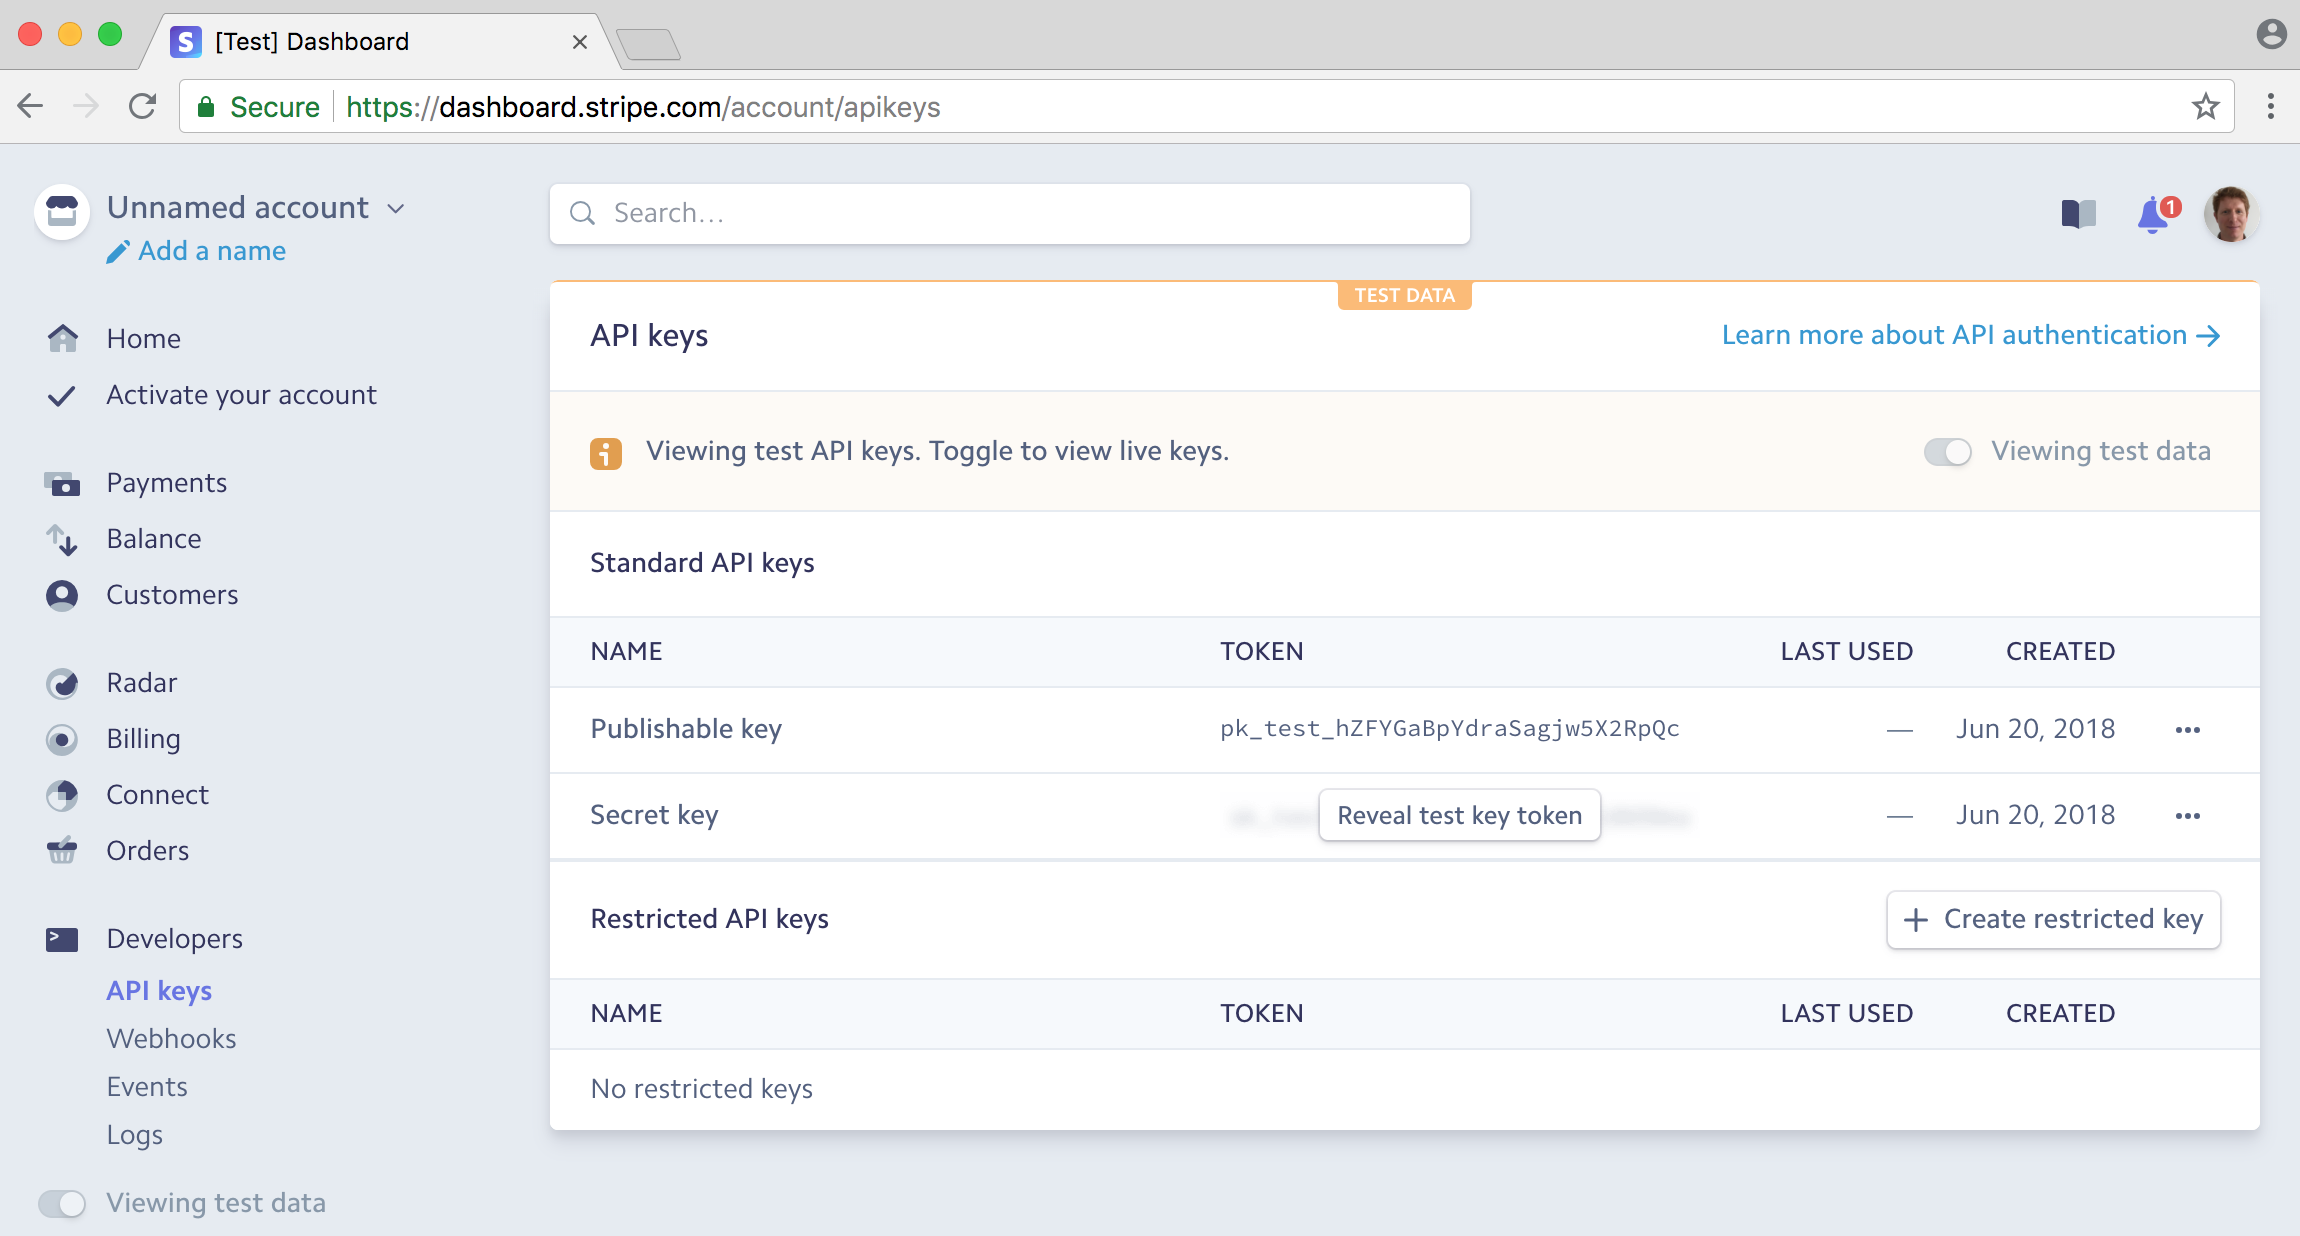 [Test] Dashboard
Secure https://dashboard.stripe.com/account/apikeys
Unnamed account
Add a name
Search…
1
Home
Activate your account
Payments
Balance
Customers
Radar
Billing
Connect
Orders
Developers
API keys
Webhooks
Events
Logs
Viewing test data
TEST DATA
API keys
Learn more about API authentication
Viewing test API keys. Toggle to view live keys.
Viewing test data
Standard API keys
NAME TOKEN LAST USED CREATED
Publishable key pk_test_hZFYGaBpYdraSagjw5X2RpQc — Jun 20, 2018
Secret key Reveal test key token — Jun 20, 2018
Restricted API keys
Create restricted key
NAME TOKEN LAST USED CREATED
No restricted keys